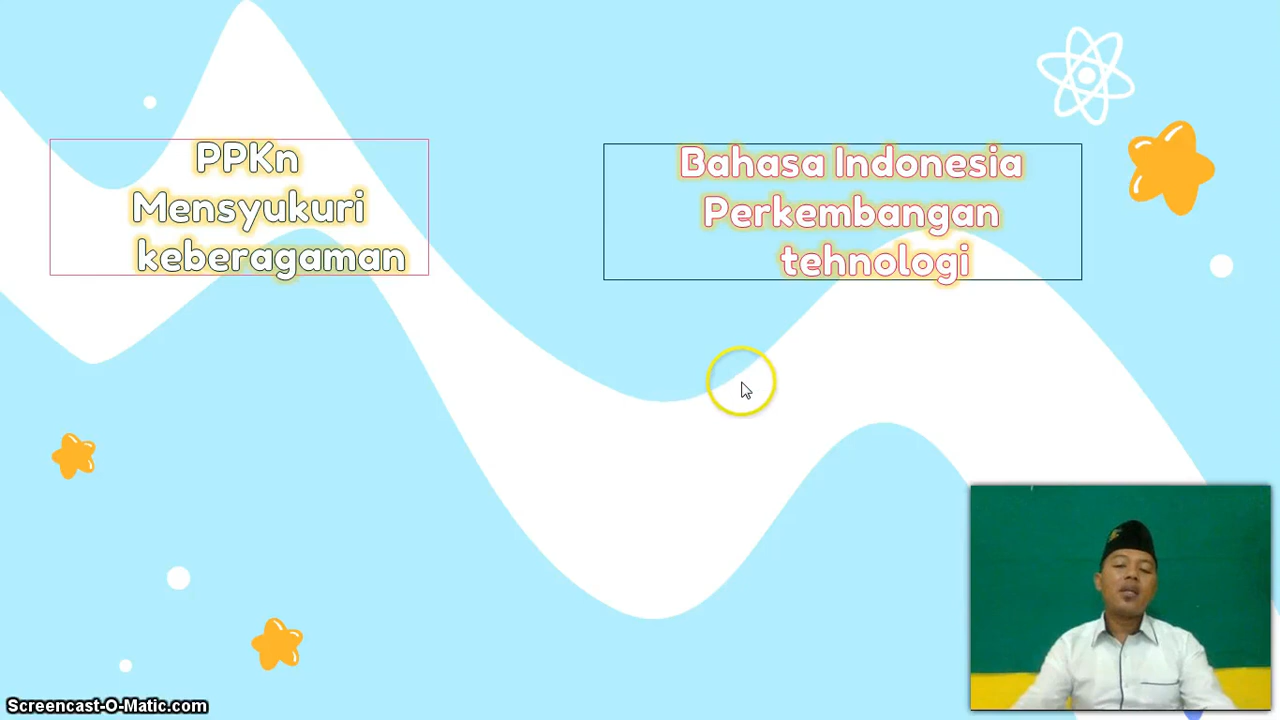 PPKn
Mensyukuri
keberagaman
Bahasa Indonesia
Perkembangan
tehnologi
Screencast-O-Matic.com